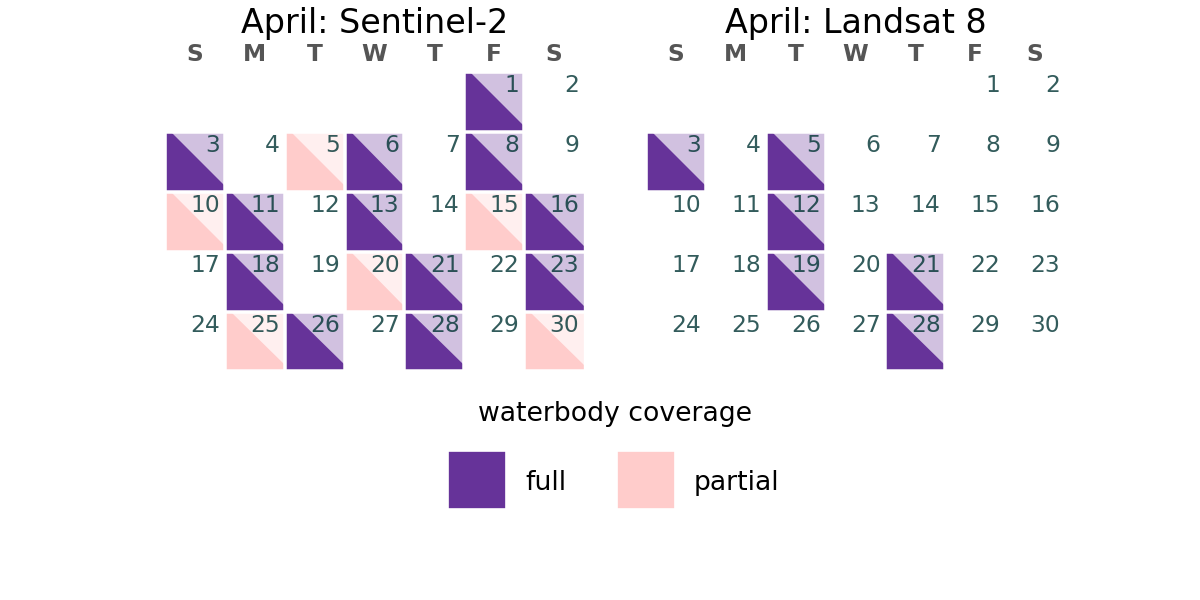 April: Sentinel-2
S M T W T F S
1 2
3 4 5 6 7 8 9
10 11 12 13 14 15 16
17 18 19 20 21 22 23
24 25 26 27 28 29 30
April: Landsat 8
S M T W T F S
1 2
3 4 5 6 7 8 9
10 11 12 13 14 15 16
17 18 19 20 21 22 23
24 25 26 27 28 29 30
waterbody coverage
full
partial